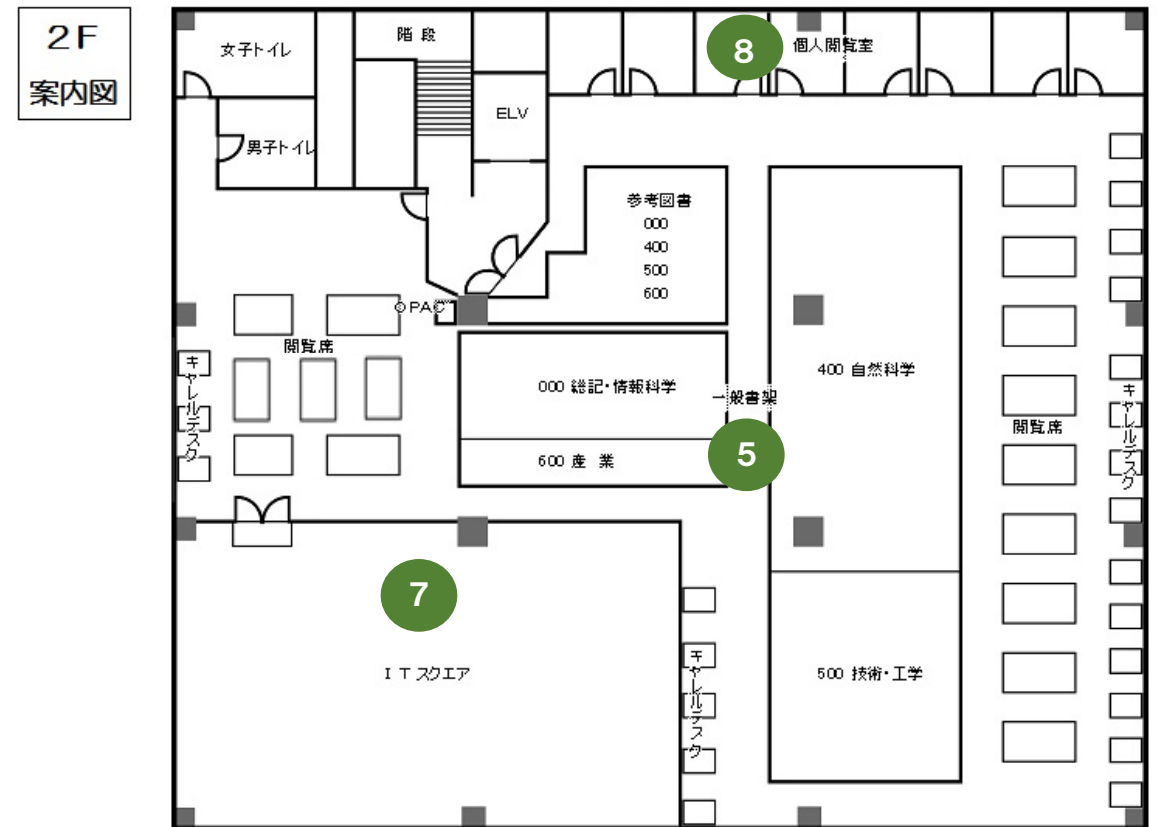 2F
案内図
女子トイレ
階 段
8
個人閲覧室
ELV
男子トイレ
参考図書
000
400
500
600
OPAC
閲覧席
キャレルデスク
000 総記・情報科学
一般書架
400 自然科学
キャレルデスク
閲覧席
600 産 業
5
7
ITスクエア
キャレルデスク
500 技術・工学